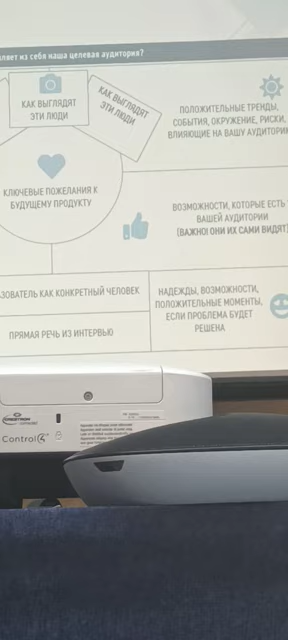 ляет из себя наша целевая аудитория?
КАК ВЫГЛЯДЯТ
ЭТИ ЛЮДИ
КАК ВЫГЛЯДЯТ
ЭТИ ЛЮДИ
ПОЛОЖИТЕЛЬНЫЕ ТРЕНДЫ,
СОБЫТИЯ, ОКРУЖЕНИЕ, РИСКИ,
ВЛИЯЮЩИЕ НА ВАШУ АУДИТОРИЮ
КЛЮЧЕВЫЕ ПОЖЕЛАНИЯ К
БУДУЩЕМУ ПРОДУКТУ
ВОЗМОЖНОСТИ, КОТОРЫЕ ЕСТЬ
ВАШЕЙ АУДИТОРИИ
(ВАЖНО! ОНИ ИХ САМИ ВИДЯТ)
ЗОВАТЕЛЬ КАК КОНКРЕТНЫЙ ЧЕЛОВЕК
ПРЯМАЯ РЕЧЬ ИЗ ИНТЕРВЬЮ
НАДЕЖДЫ, ВОЗМОЖНОСТИ,
ПОЛОЖИТЕЛЬНЫЕ МОМЕНТЫ,
ЕСЛИ ПРОБЛЕМА БУДЕТ
РЕШЕНА
CRESTRON
Control4